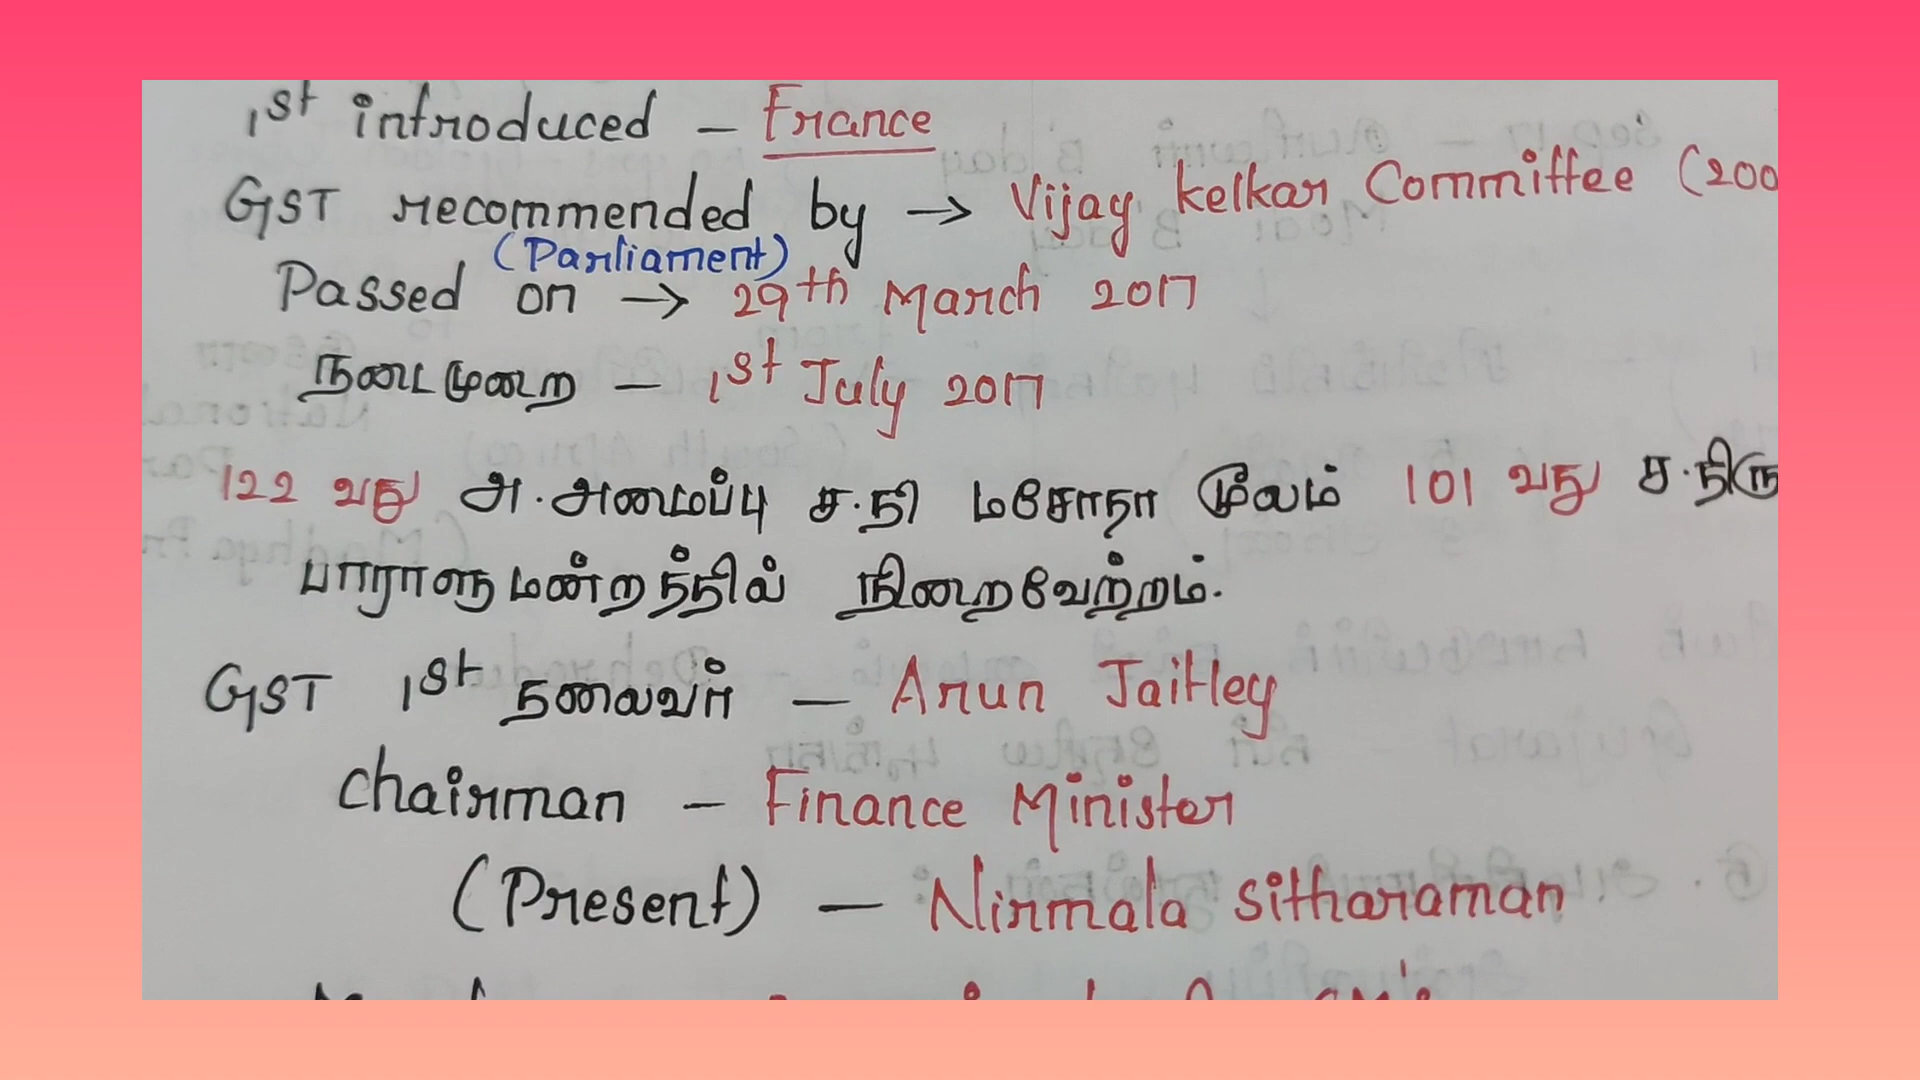 1st introduced – France
GST recommended by → Vijay Kelkar Committee (200
(Parliament)
Passed on → 29th March 2017
நடைமுறை – 1st July 2017
122 வது அ.அமைப்பு ச.தி மசோதா மூலம் 101 வது ச.திரு
பாராளுமன்றத்தில் நிறைவேற்றம்.
GST 1st தலைவர் – Arun Jaitley
Chairman – Finance Minister
(Present) – Nirmala Sitharaman